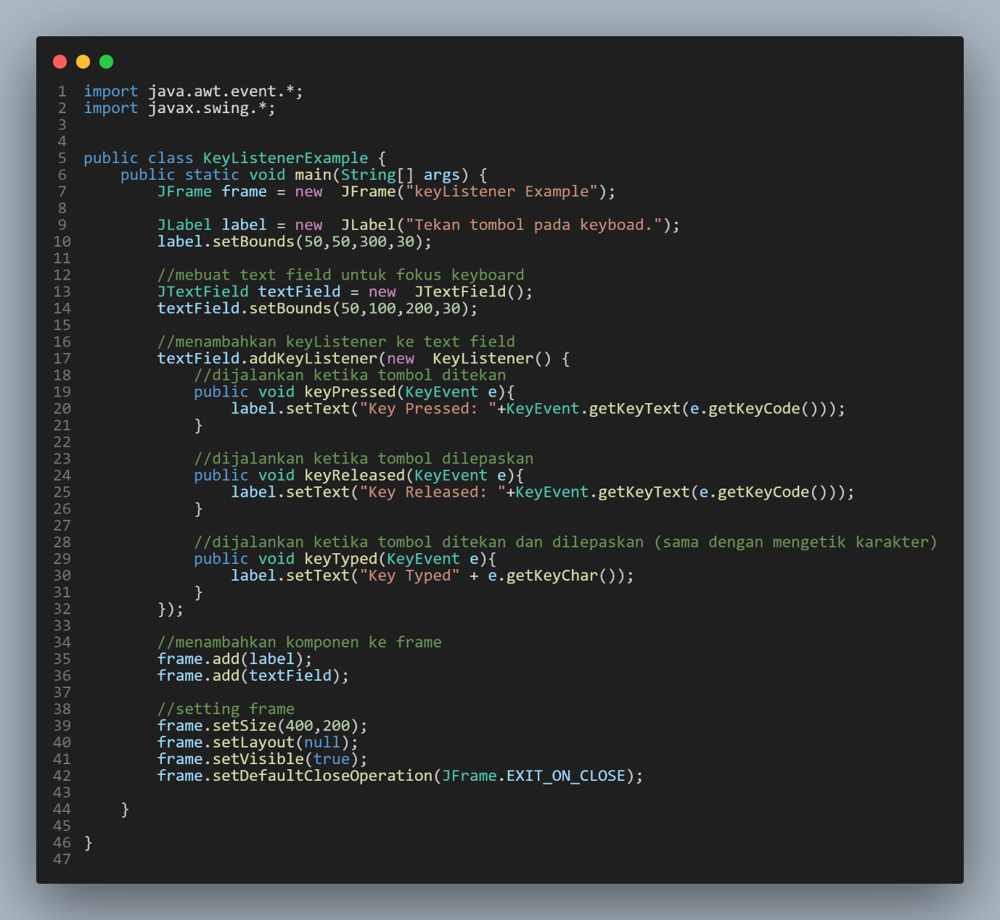 1 import java.awt.event.*;
2 import javax.swing.*;
3
4
5 public class KeyListenerExample {
6     public static void main(String[] args) {
7         JFrame frame = new  JFrame("keyListener Example");
8
9         JLabel label = new  JLabel("Tekan tombol pada keyboad.");
10         label.setBounds(50,50,300,30);
11
12         //mebuat text field untuk fokus keyboard
13         JTextField textField = new  JTextField();
14         textField.setBounds(50,100,200,30);
15
16         //menambahkan keyListener ke text field
17         textField.addKeyListener(new  KeyListener() {
18             //dijalankan ketika tombol ditekan
19             public void keyPressed(KeyEvent e){
20                 label.setText("Key Pressed: "+KeyEvent.getKeyText(e.getKeyCode()));
21             }
22
23             //dijalankan ketika tombol dilepaskan
24             public void keyReleased(KeyEvent e){
25                 label.setText("Key Released: "+KeyEvent.getKeyText(e.getKeyCode()));
26             }
27
28             //dijalankan ketika tombol ditekan dan dilepaskan (sama dengan mengetik karakter)
29             public void keyTyped(KeyEvent e){
30                 label.setText("Key Typed" + e.getKeyChar());
31             }
32         });
33
34         //menambahkan komponen ke frame
35         frame.add(label);
36         frame.add(textField);
37
38         //setting frame
39         frame.setSize(400,200);
40         frame.setLayout(null);
41         frame.setVisible(true);
42         frame.setDefaultCloseOperation(JFrame.EXIT_ON_CLOSE);
43
44     }
45
46 }
47